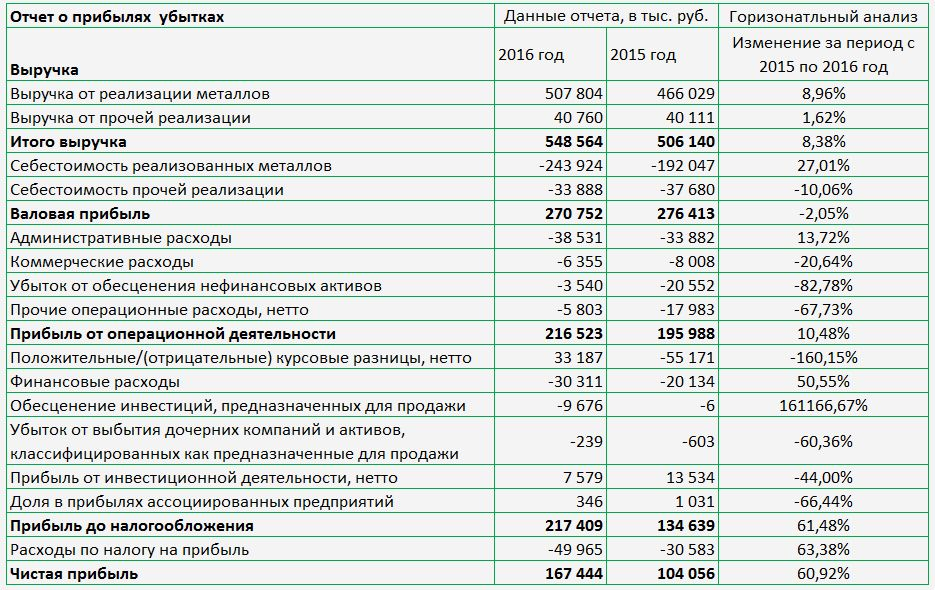 Отчет о прибылях убытках Данные отчета, в тыс. руб. Горизонатльный анализ
Выручка 2016 год 2015 год Изменение за период с
2015 по 2016 год
Выручка от реализации металлов 507 804 466 029 8,96%
Выручка от прочей реализации 40 760 40 111 1,62%
Итого выручка 548 564 506 140 8,38%
Себестоимость реализованных металлов -243 924 -192 047 27,01%
Себестоимость прочей реализации -33 888 -37 680 -10,06%
Валовая прибыль 270 752 276 413 -2,05%
Административные расходы -38 531 -33 882 13,72%
Коммерческие расходы -6 355 -8 008 -20,64%
Убыток от обесценения нефинансовых активов -3 540 -20 552 -82,78%
Прочие операционные расходы, нетто -5 803 -17 983 -67,73%
Прибыль от операционной деятельности 216 523 195 988 10,48%
Положительные/(отрицательные) курсовые разницы, нетто 33 187 -55 171 -160,15%
Финансовые расходы -30 311 -20 134 50,55%
Обесценение инвестиций, предназначенных для продажи -9 676 -6 161166,67%
Убыток от выбытия дочерних компаний и активов,
классифицированных как предназначенные для продажи -239 -603 -60,36%
Прибыль от инвестиционной деятельности, нетто 7 579 13 534 -44,00%
Доля в прибылях ассоциированных предприятий 346 1 031 -66,44%
Прибыль до налогообложения 217 409 134 639 61,48%
Расходы по налогу на прибыль -49 965 -30 583 63,38%
Чистая прибыль 167 444 104 056 60,92%